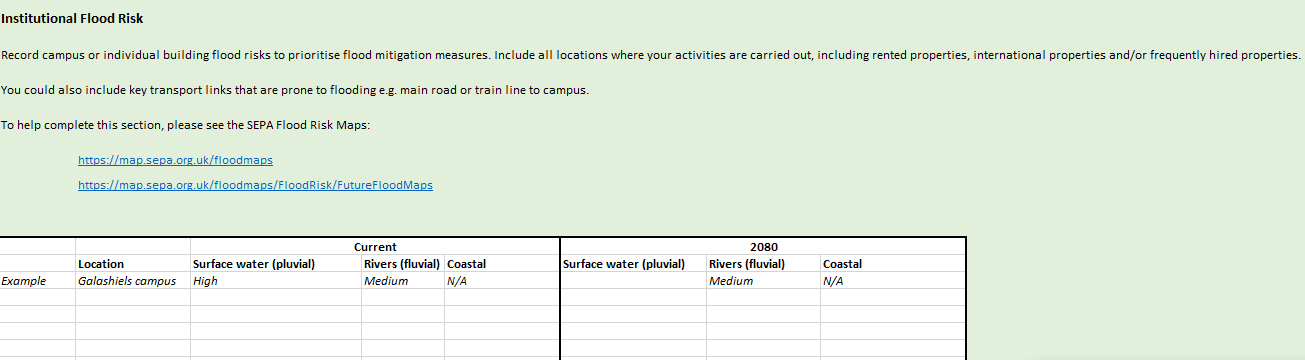 Institutional Flood Risk
Record campus or individual building flood risks to prioritise flood mitigation measures. Include all locations where your activities are carried out, including rented properties, international properties and/or frequently hired properties.
You could also include key transport links that are prone to flooding e.g. main road or train line to campus.
To help complete this section, please see the SEPA Flood Risk Maps:
https://map.sepa.org.uk/floodmaps
https://map.sepa.org.uk/floodmaps/FloodRisk/FutureFloodMaps
Current 2080
Location Surface water (pluvial) Rivers (fluvial) Coastal Surface water (pluvial) Rivers (fluvial) Coastal
Example Galashiels campus High Medium N/A Medium N/A